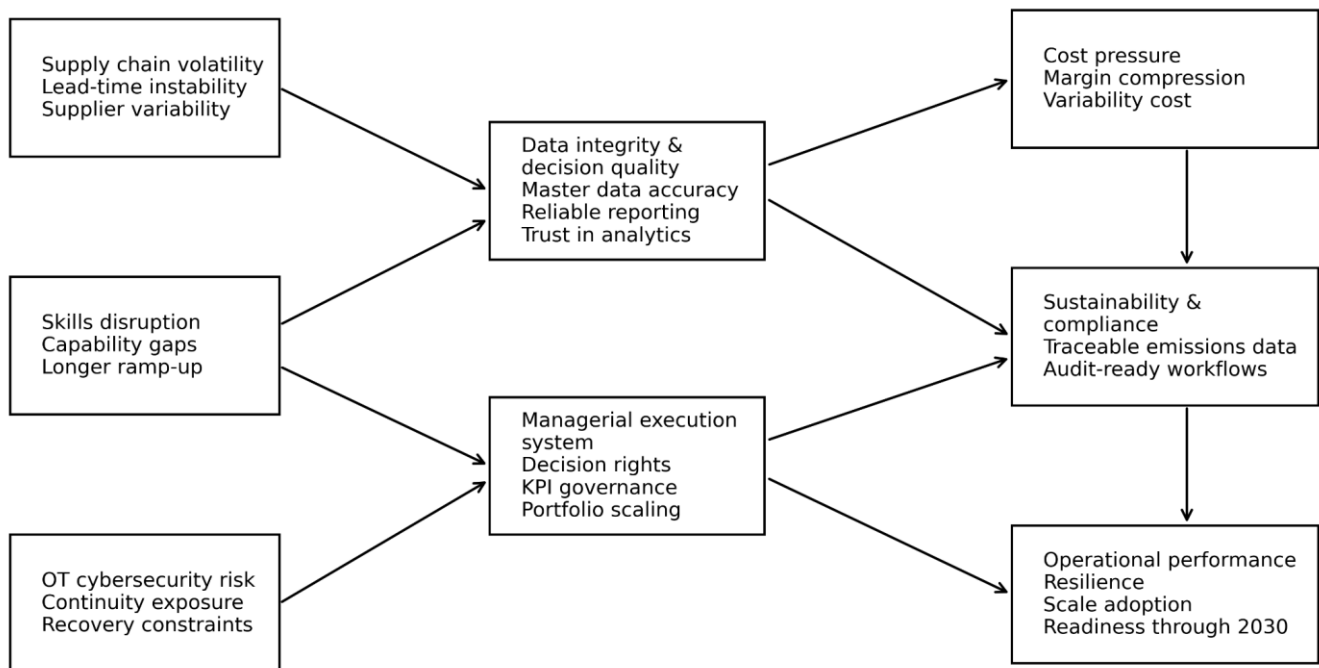 Supply chain volatility
Lead-time instability
Supplier variability
Skills disruption
Capability gaps
Longer ramp-up
OT cybersecurity risk
Continuity exposure
Recovery constraints
Data integrity &
decision quality
Master data accuracy
Reliable reporting
Trust in analytics
Managerial execution
system
Decision rights
KPI governance
Portfolio scaling
Cost pressure
Margin compression
Variability cost
Sustainability &
compliance
Traceable emissions data
Audit-ready workflows
Operational performance
Resilience
Scale adoption
Readiness through 2030